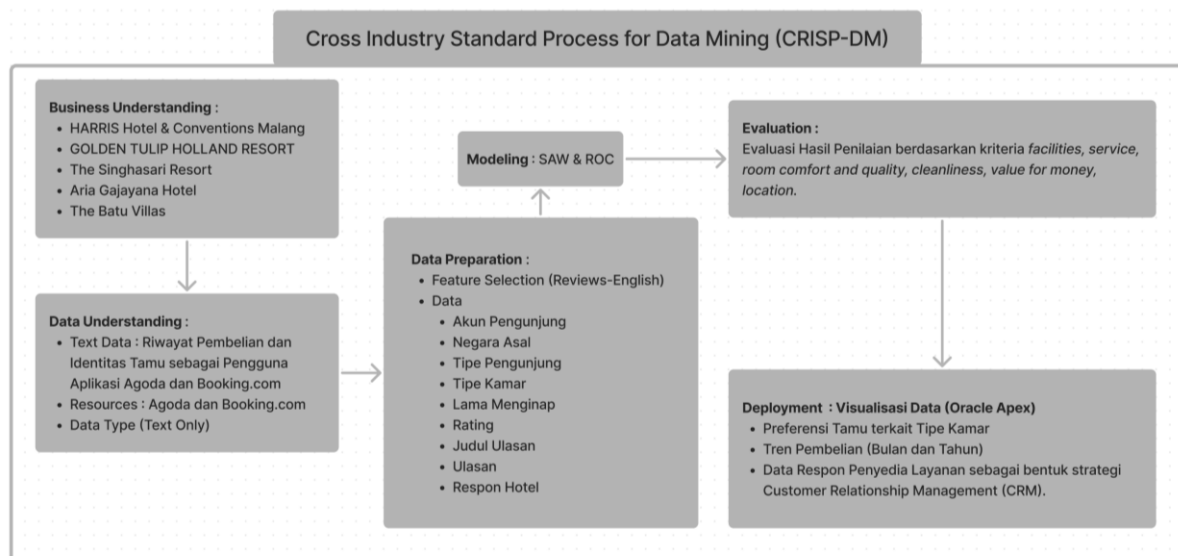 Cross Industry Standard Process for Data Mining (CRISP-DM)
Business Understanding :
• HARRIS Hotel & Conventions Malang
• GOLDEN TULIP HOLLAND RESORT
• The Singhasari Resort
• Aria Gajayana Hotel
• The Batu Villas
Data Understanding :
• Text Data : Riwayat Pembelian dan
Identitas Tamu sebagai Pengguna
Aplikasi Agoda dan Booking.com
• Resources : Agoda dan Booking.com
• Data Type (Text Only)
Data Preparation :
• Feature Selection (Reviews-English)
• Data
• Akun Pengunjung
• Negara Asal
• Tipe Pengunjung
• Tipe Kamar
• Lama Menginap
• Rating
• Judul Ulasan
• Ulasan
• Respon Hotel
Modeling : SAW & ROC
Evaluation :
Evaluasi Hasil Penilaian berdasarkan kriteria facilities, service,
room comfort and quality, cleanliness, value for money,
location.
Deployment : Visualisasi Data (Oracle Apex)
• Preferensi Tamu terkait Tipe Kamar
• Tren Pembelian (Bulan dan Tahun)
• Data Respon Penyedia Layanan sebagai bentuk strategi
Customer Relationship Management (CRM).